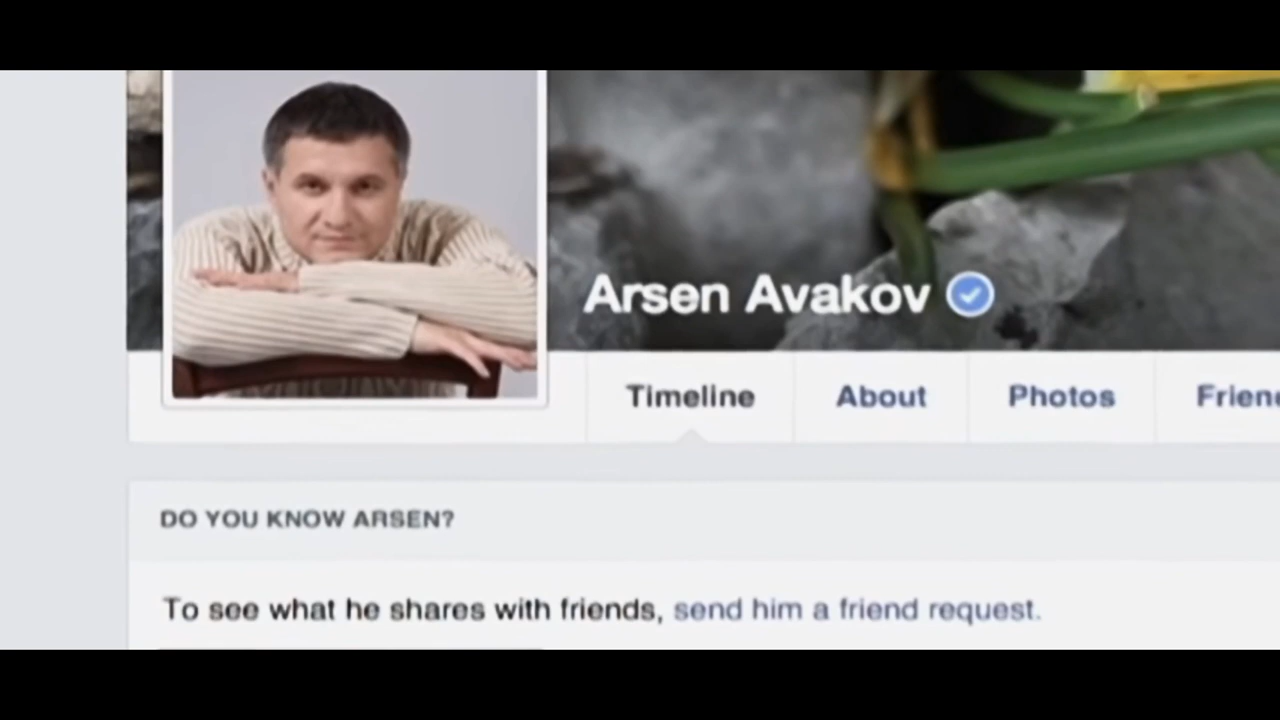 Arsen Avakov
Timeline About Photos
DO YOU KNOW ARSEN?
To see what he shares with friends, send him a friend request.